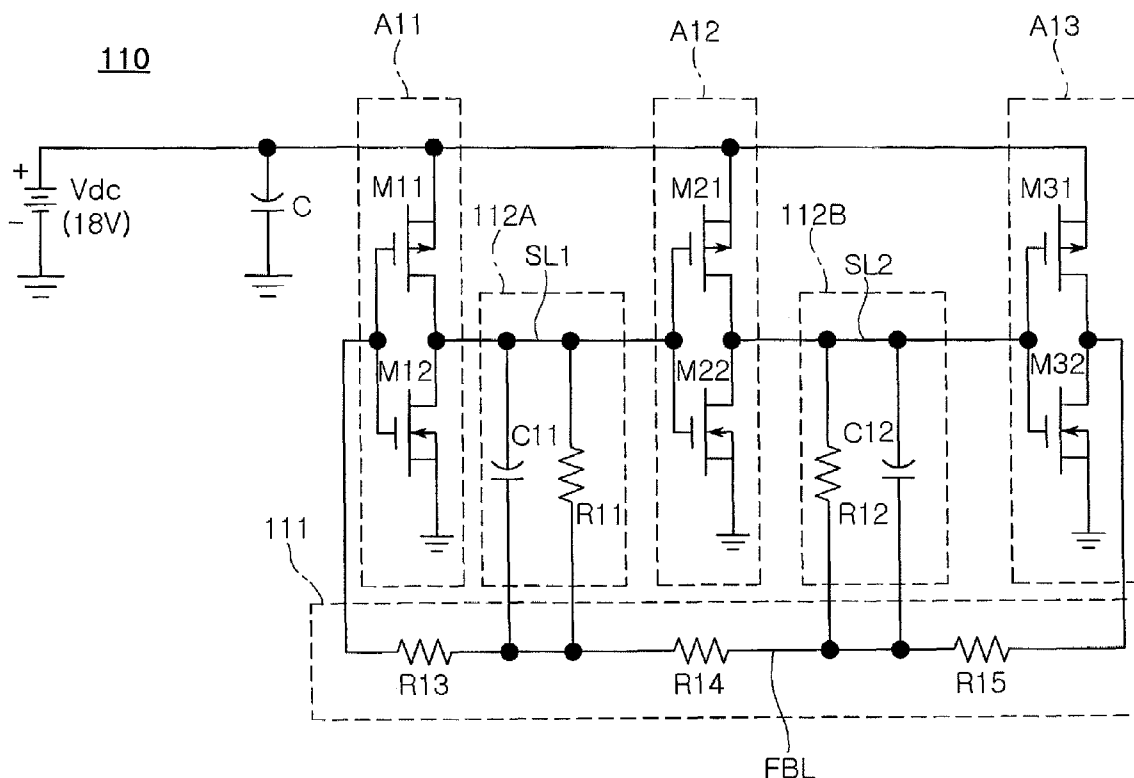 A11
A12
A13
110
+
Vdc
-
(18V)
C
M11
M21
M31
112A
112B
SL1
SL2
M12
M22
M32
C11
R11
R12
C12
111
R13
R14
R15
FBL